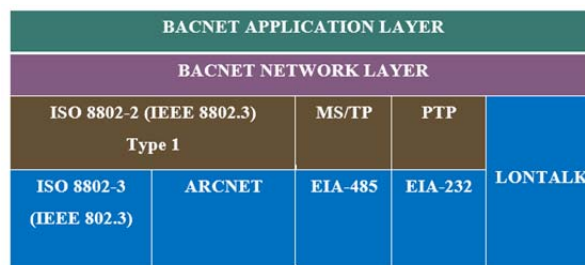 BACNET APPLICATION LAYER
BACNET NETWORK LAYER
ISO 8802-2 (IEEE 8802.3)
Type 1
MS/TP
PTP
LONTALK
ISO 8802-3
(IEEE 802.3)
ARCNET
EIA-485
EIA-232